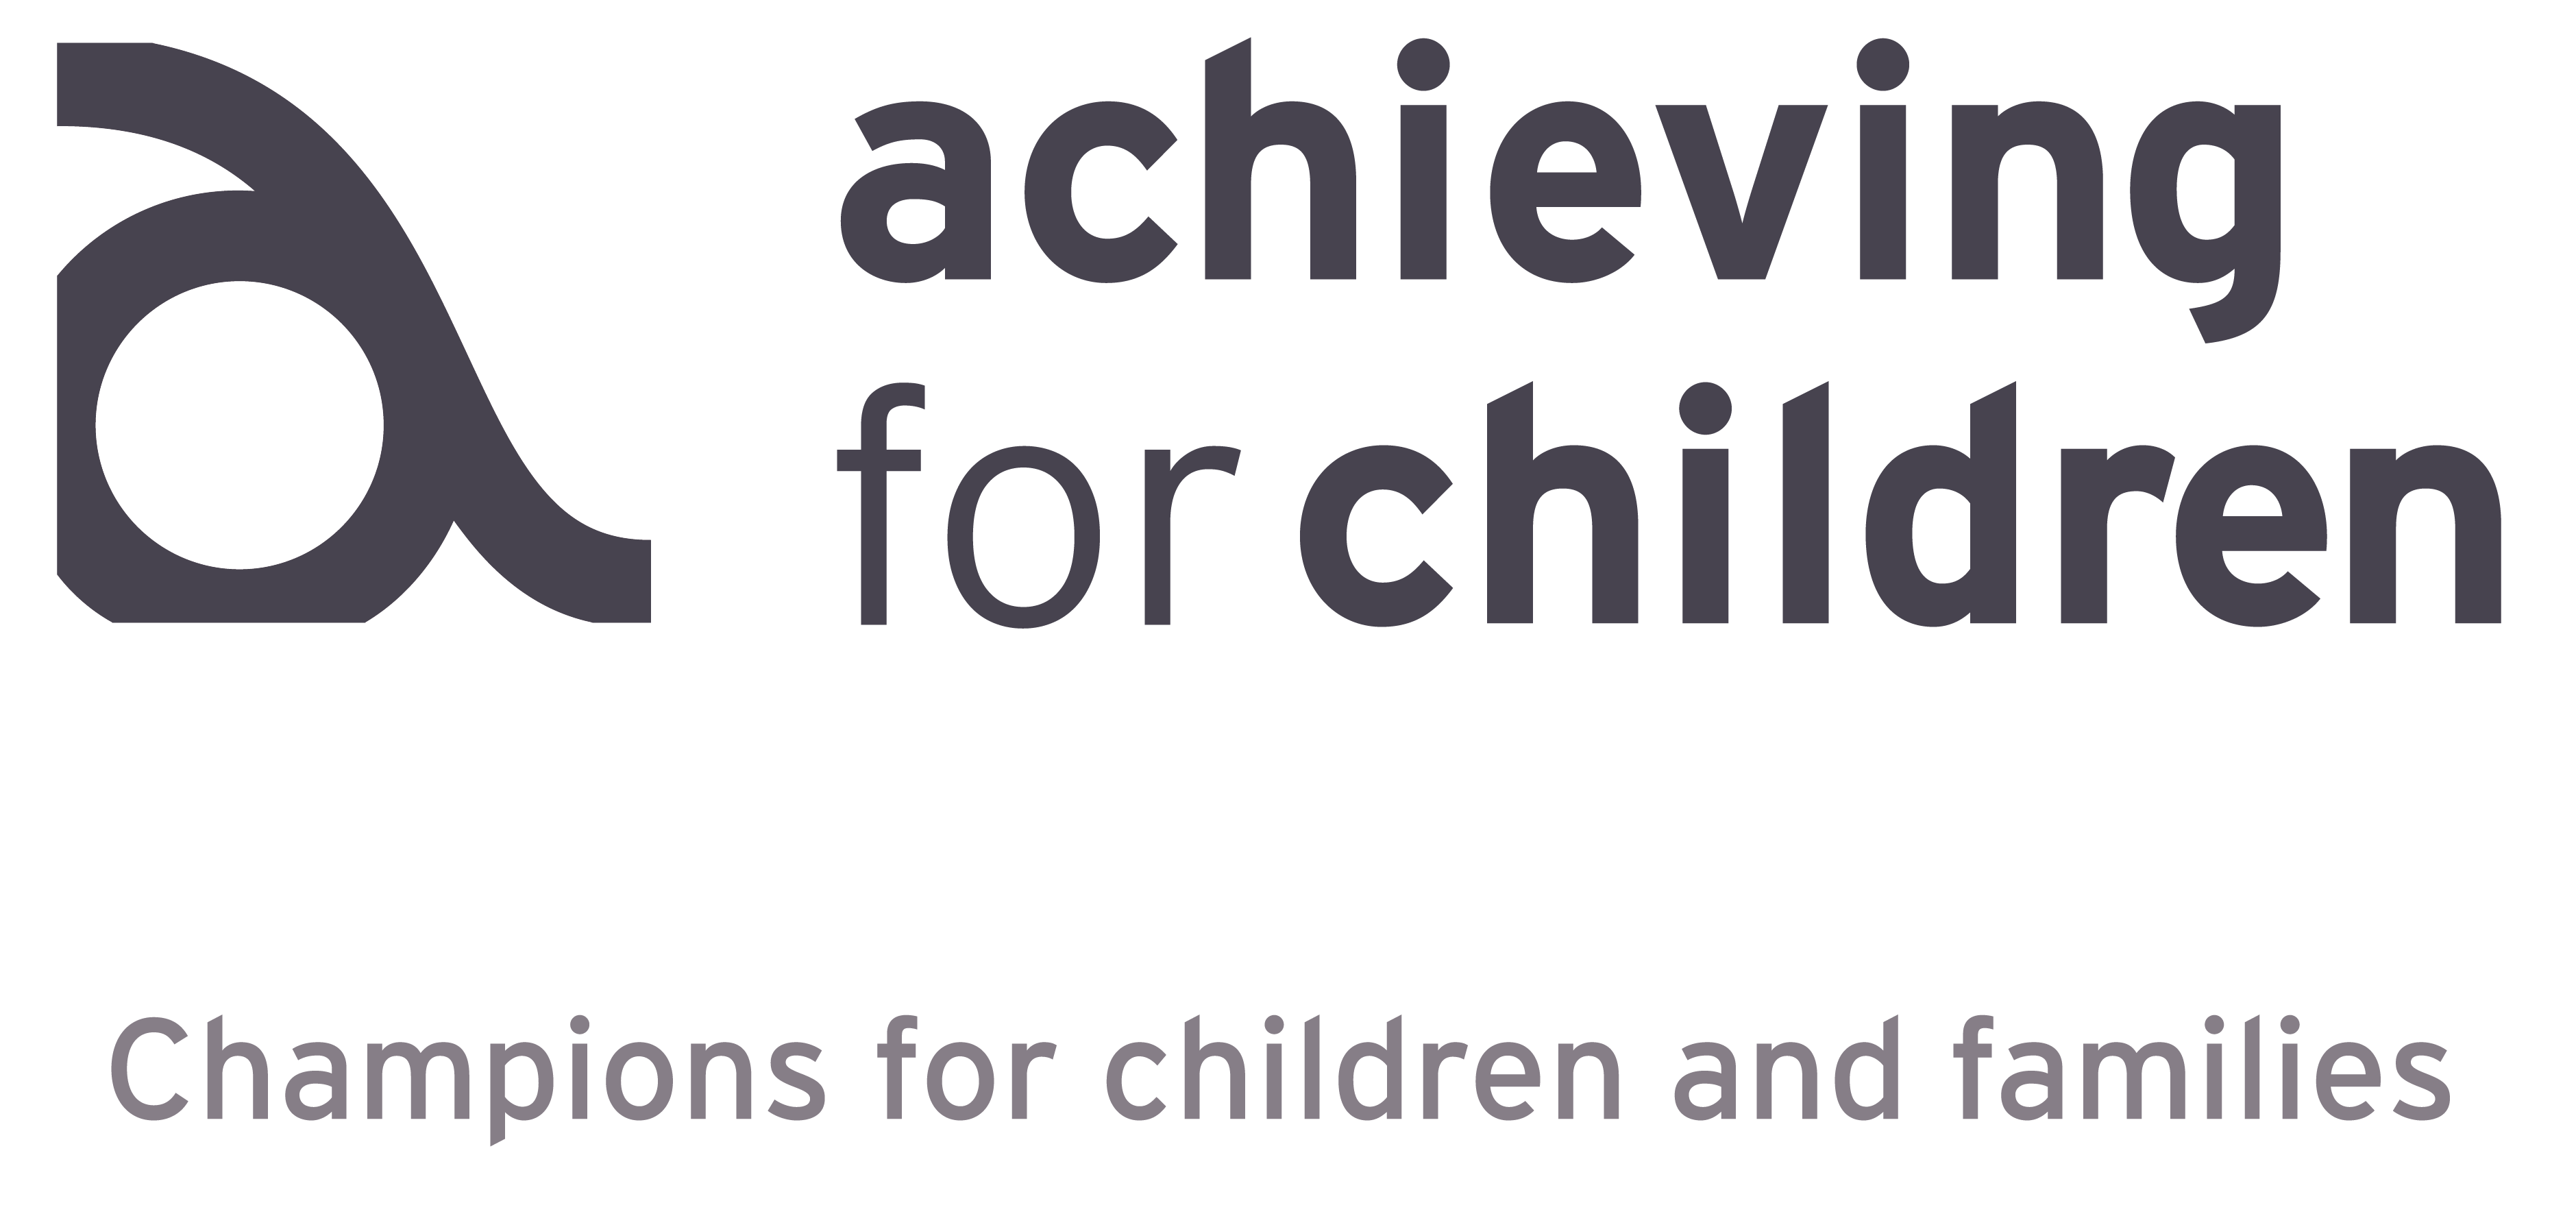 achieving
for children
Champions for children and families